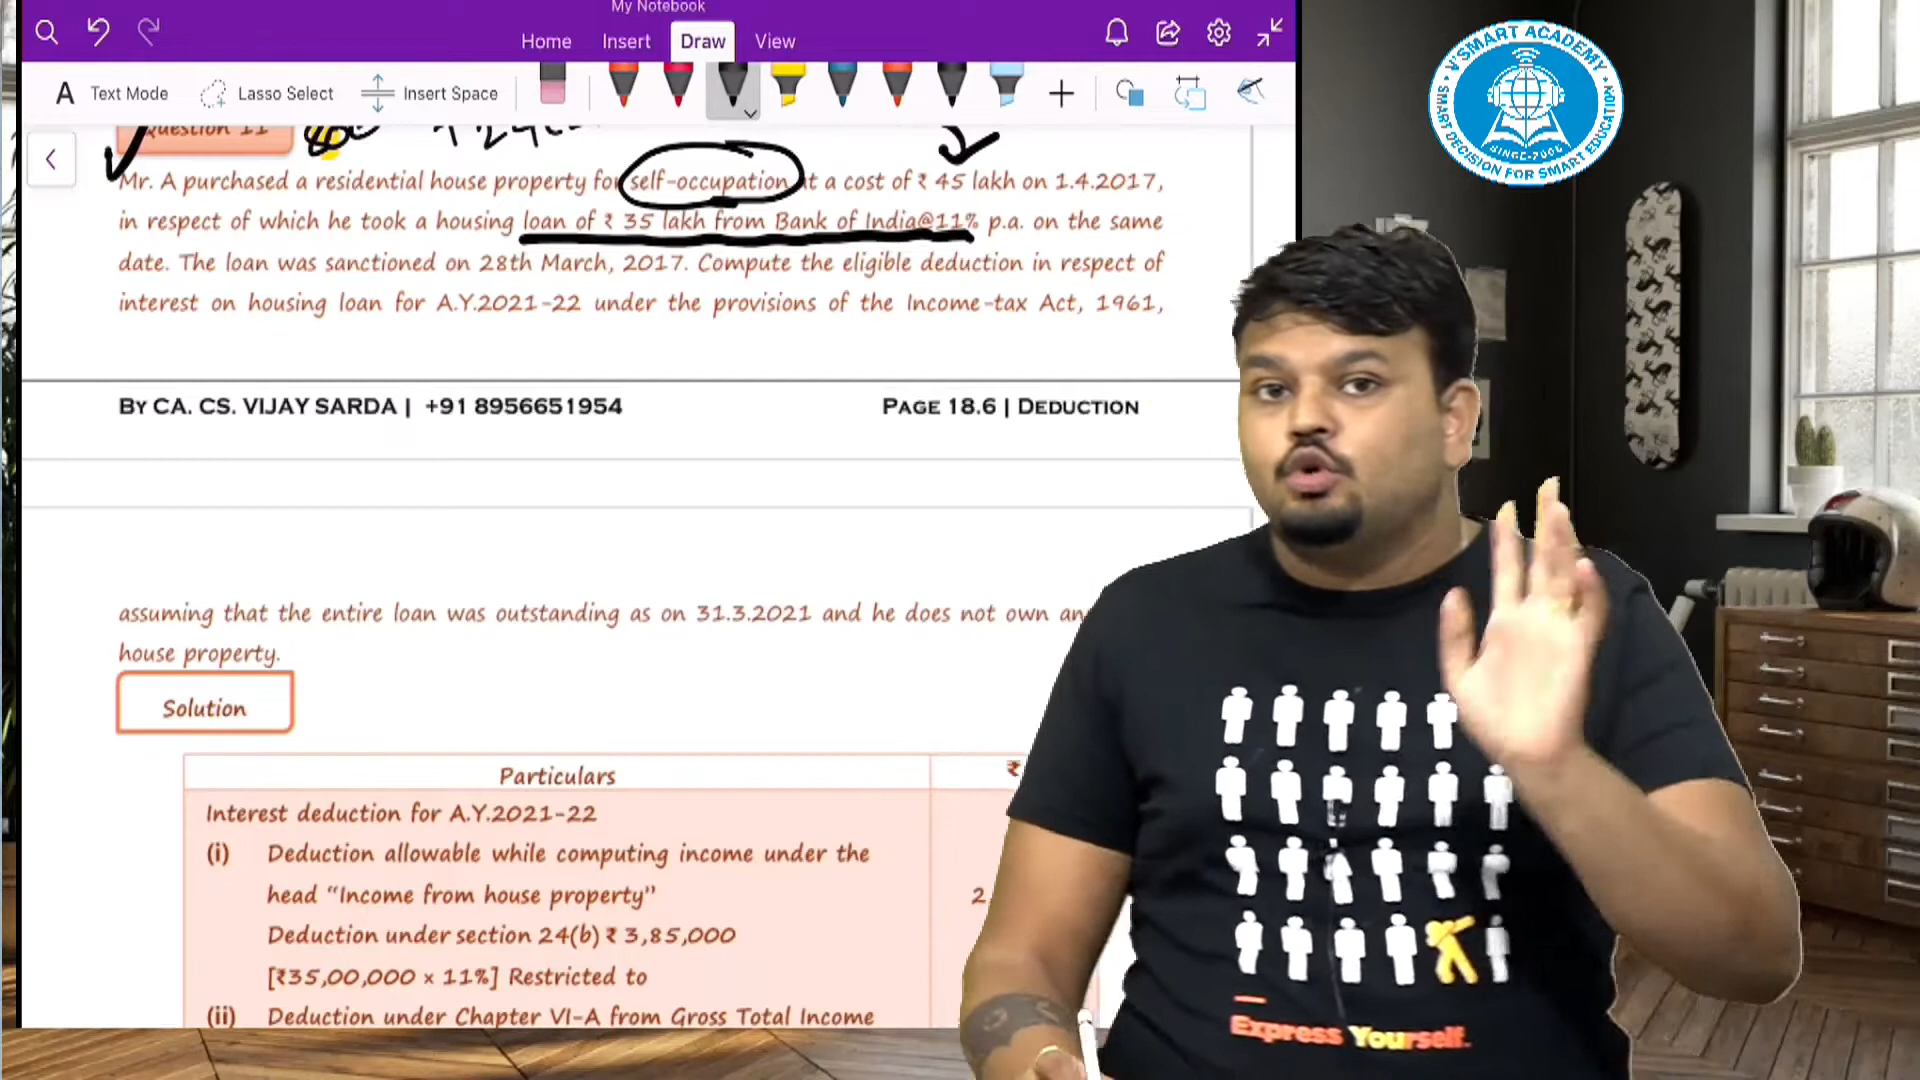 My Notebook
Home Insert Draw View
Text Mode Lasso Select Insert Space
Question 11
Mr. A purchased a residential house property for self-occupation at a cost of ₹ 45 lakh on 1.4.2017,
in respect of which he took a housing loan of ₹ 35 lakh from Bank of India@11% p.a. on the same
date. The loan was sanctioned on 28th March, 2017. Compute the eligible deduction in respect of
interest on housing loan for A.Y.2021-22 under the provisions of the Income-tax Act, 1961,
BY CA. CS. VIJAY SARDA | +91 8956651954
PAGE 18.6 | DEDUCTION
assuming that the entire loan was outstanding as on 31.3.2021 and he does not own
house property.
Solution
Particulars ₹
Interest deduction for A.Y.2021-22
(i) Deduction allowable while computing income under the
head “Income from house property”
Deduction under section 24(b) ₹ 3,85,000
[₹35,00,000 × 11%] Restricted to
(ii) Deduction under Chapter VI-A from Gross Total Income
V'SMART ACADEMY
SMART DECISION FOR SMART EDUCATION
Express Yourself.